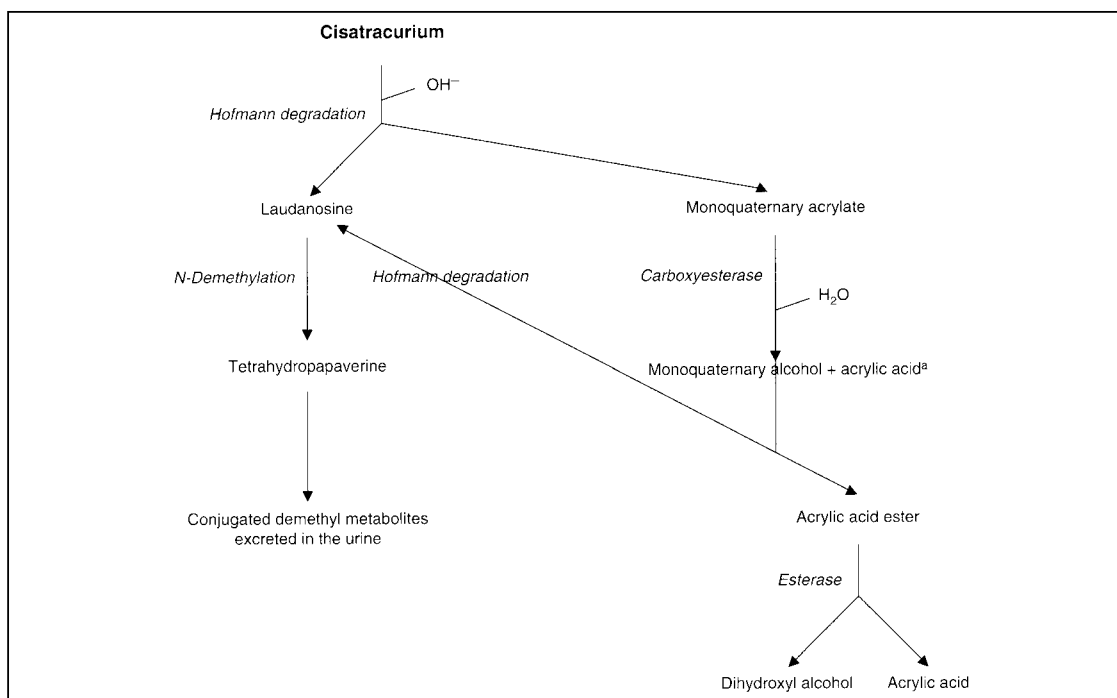 Cisatracurium
OH⁻
Hofmann degradation
Laudanosine
Monoquaternary acrylate
N-Demethylation
Hofmann degradation
Carboxyesterase
H₂O
Tetrahydropapaverine
Monoquaternary alcohol + acrylic acidᵃ
Conjugated demethyl metabolites
excreted in the urine
Acrylic acid ester
Esterase
Dihydroxyl alcohol
Acrylic acid